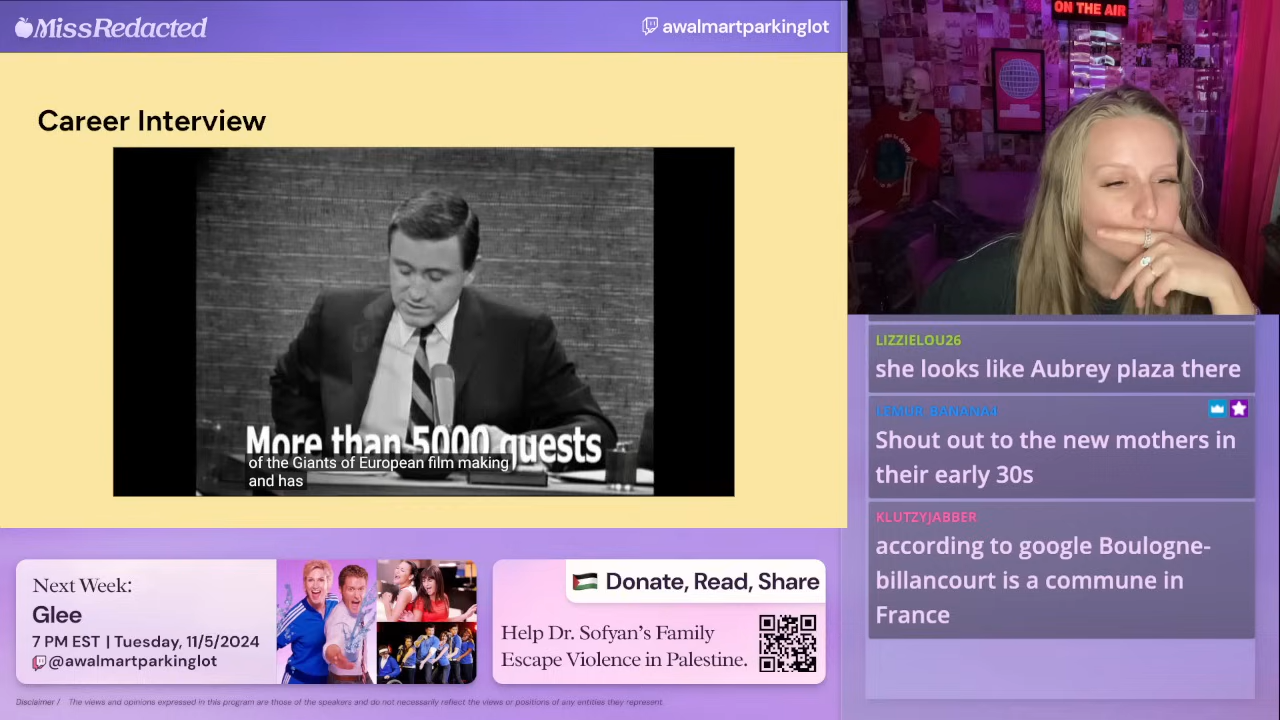 MissRedacted
awalmartparkinglot
Career Interview
More than 5000 guests
of the Giants of European film making
and has
ON THE AIR
LIZZIELOU26
she looks like Aubrey plaza there
LEMUR_BANANA4
Shout out to the new mothers in
their early 30s
KLUTZYJABBER
according to google Boulogne-
billancourt is a commune in
France
Next Week:
Glee
7 PM EST | Tuesday, 11/5/2024
@awalmartparkinglot
Donate, Read, Share
Help Dr. Sofyan's Family
Escape Violence in Palestine.
Disclaimer / The views and opinions expressed in this program are those of the speakers and do not necessarily reflect the views or positions of any entities they represent.